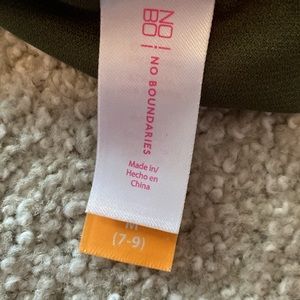 NO
BO
NO BOUNDARIES
Made in/
Hecho en
China
M
(7-9)